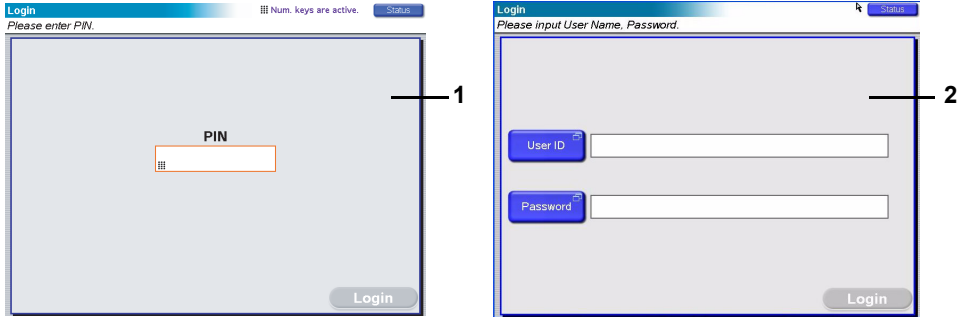 Login
Num. keys are active.
Status
Please enter PIN.
1
PIN
Login
Login
Status
Please input User Name, Password.
2
User ID
Password
Login